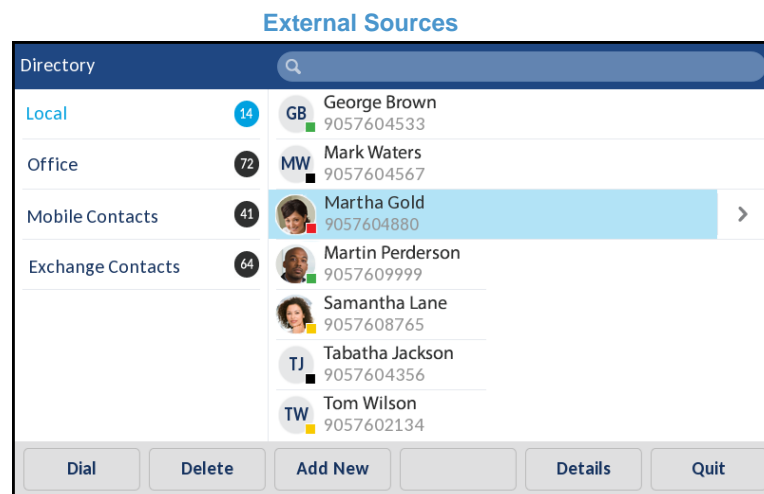 External Sources
Directory
Local 14
Office 72
Mobile Contacts 41
Exchange Contacts 64
GB George Brown
9057604533
MW Mark Waters
9057604567
Martha Gold
9057604880
Martin Perderson
9057609999
Samantha Lane
9057608765
TJ Tabatha Jackson
9057604356
TW Tom Wilson
9057602134
Dial Delete Add New Details Quit